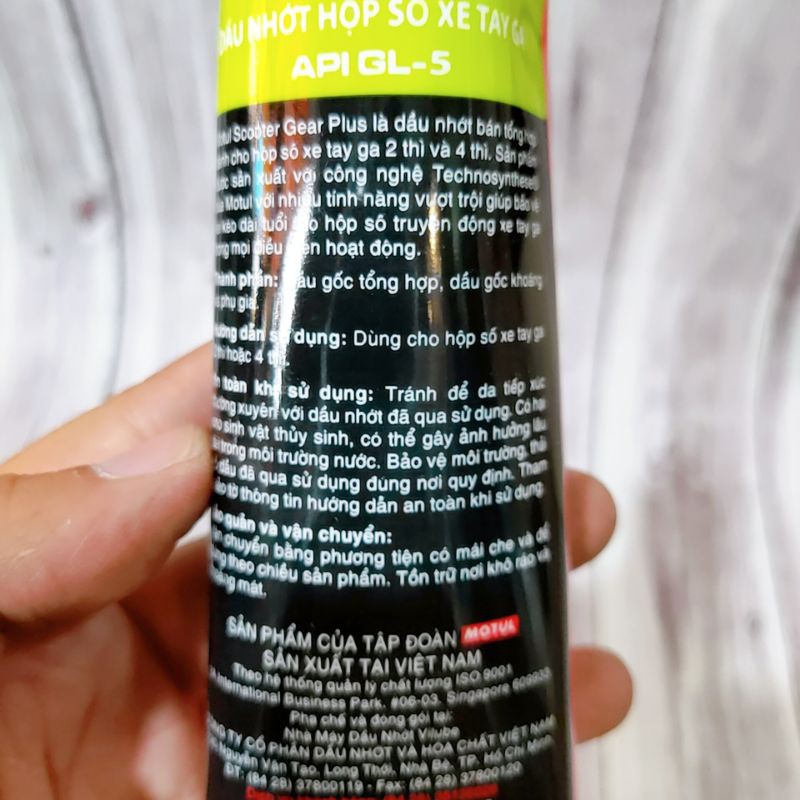 DẦU NHỚT HỘP SỐ XE TAY GA
API GL-5
Scooter Gear Plus là dầu nhớt bán tổng hợp
cho hộp số xe tay ga 2 thì và 4 thì. Sản phẩm
sản xuất với công nghệ Technosynthese
Motul với nhiều tính năng vượt trội giúp bảo vệ
kéo dài tuổi hộp số truyền động xe tay ga
mọi điều hoạt động.
Thành phần: gốc tổng hợp, dầu gốc khoáng
phụ gia.
Hướng dẫn sử dụng: Dùng cho hộp số xe tay ga
thì hoặc 4
toàn khi sử dụng: Tránh để da tiếp xúc
xuyên với dầu nhớt đã qua sử dụng. Có hại
sinh vật thủy sinh, có thể gây ảnh hưởng lâu
trong môi trường nước. Bảo vệ môi trường, thải
dầu đã qua sử dụng đúng nơi quy định. Tham
tờ thông tin hướng dẫn an toàn khi sử dụng.
quản và vận chuyển:
chuyển bằng phương tiện có mái che và để
theo chiều sản phẩm. Tồn trữ nơi khô ráo và
mát.
SẢN PHẨM CỦA TẬP ĐOÀN MOTUL
SẢN XUẤT TẠI VIỆT NAM
Theo hệ thống quản lý chất lượng ISO 9001
International Business Park, #06-03, Singapore
Pha chế và đóng gói tại:
Nhà Máy Dầu Nhớt Vilube
CỔ PHẦN DẦU NHỚT VÀ HÓA CHẤT VIỆT NAM
Nguyễn Văn Tạo, Long Thới, Nhà Bè, TP. Hồ Chí Minh
ĐT: (84 28) 37800119 - Fax: (84 28) 37800120